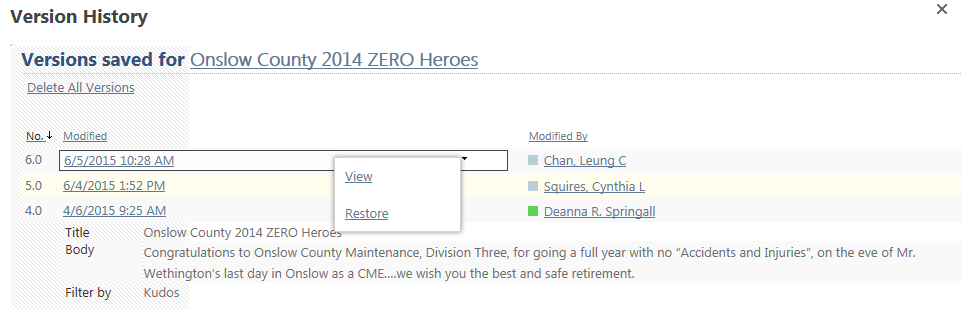 Version History
Versions saved for Onslow County 2014 ZERO Heroes
Delete All Versions
No. Modified Modified By
6.0 6/5/2015 10:28 AM Chan, Leung C
View
5.0 6/4/2015 1:52 PM Squires, Cynthia L
Restore
4.0 4/6/2015 9:25 AM Deanna R. Springall
Title Onslow County 2014 ZERO Heroes
Body Congratulations to Onslow County Maintenance, Division Three, for going a full year with no “Accidents and Injuries”, on the eve of Mr.
Wethington's last day in Onslow as a CME....we wish you the best and safe retirement.
Filter by Kudos